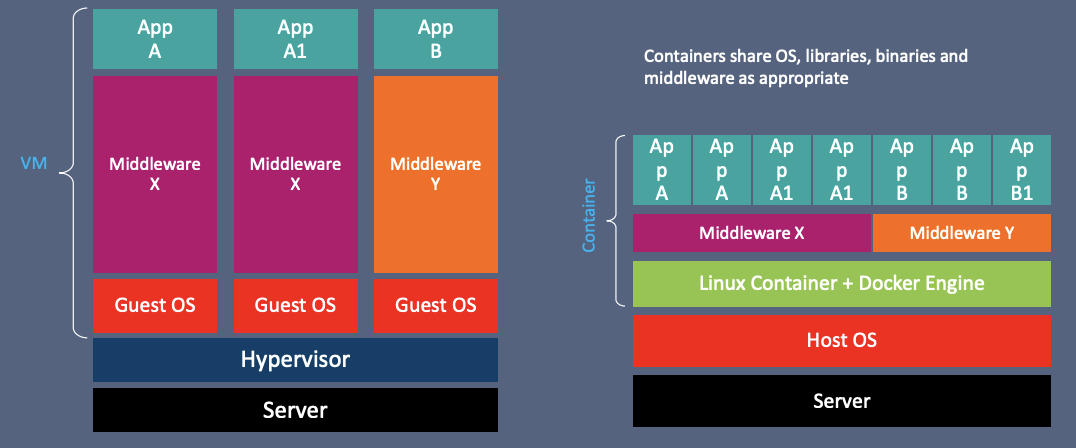 VM
App
A
App
A1
App
B
Middleware
X
Middleware
X
Middleware
Y
Guest OS
Guest OS
Guest OS
Hypervisor
Server
Containers share OS, libraries, binaries and
middleware as appropriate
Container
Ap
p
A
Ap
p
A
Ap
p
A1
Ap
p
A1
Ap
p
B
Ap
p
B
Ap
p
B1
Middleware X
Middleware Y
Linux Container + Docker Engine
Host OS
Server